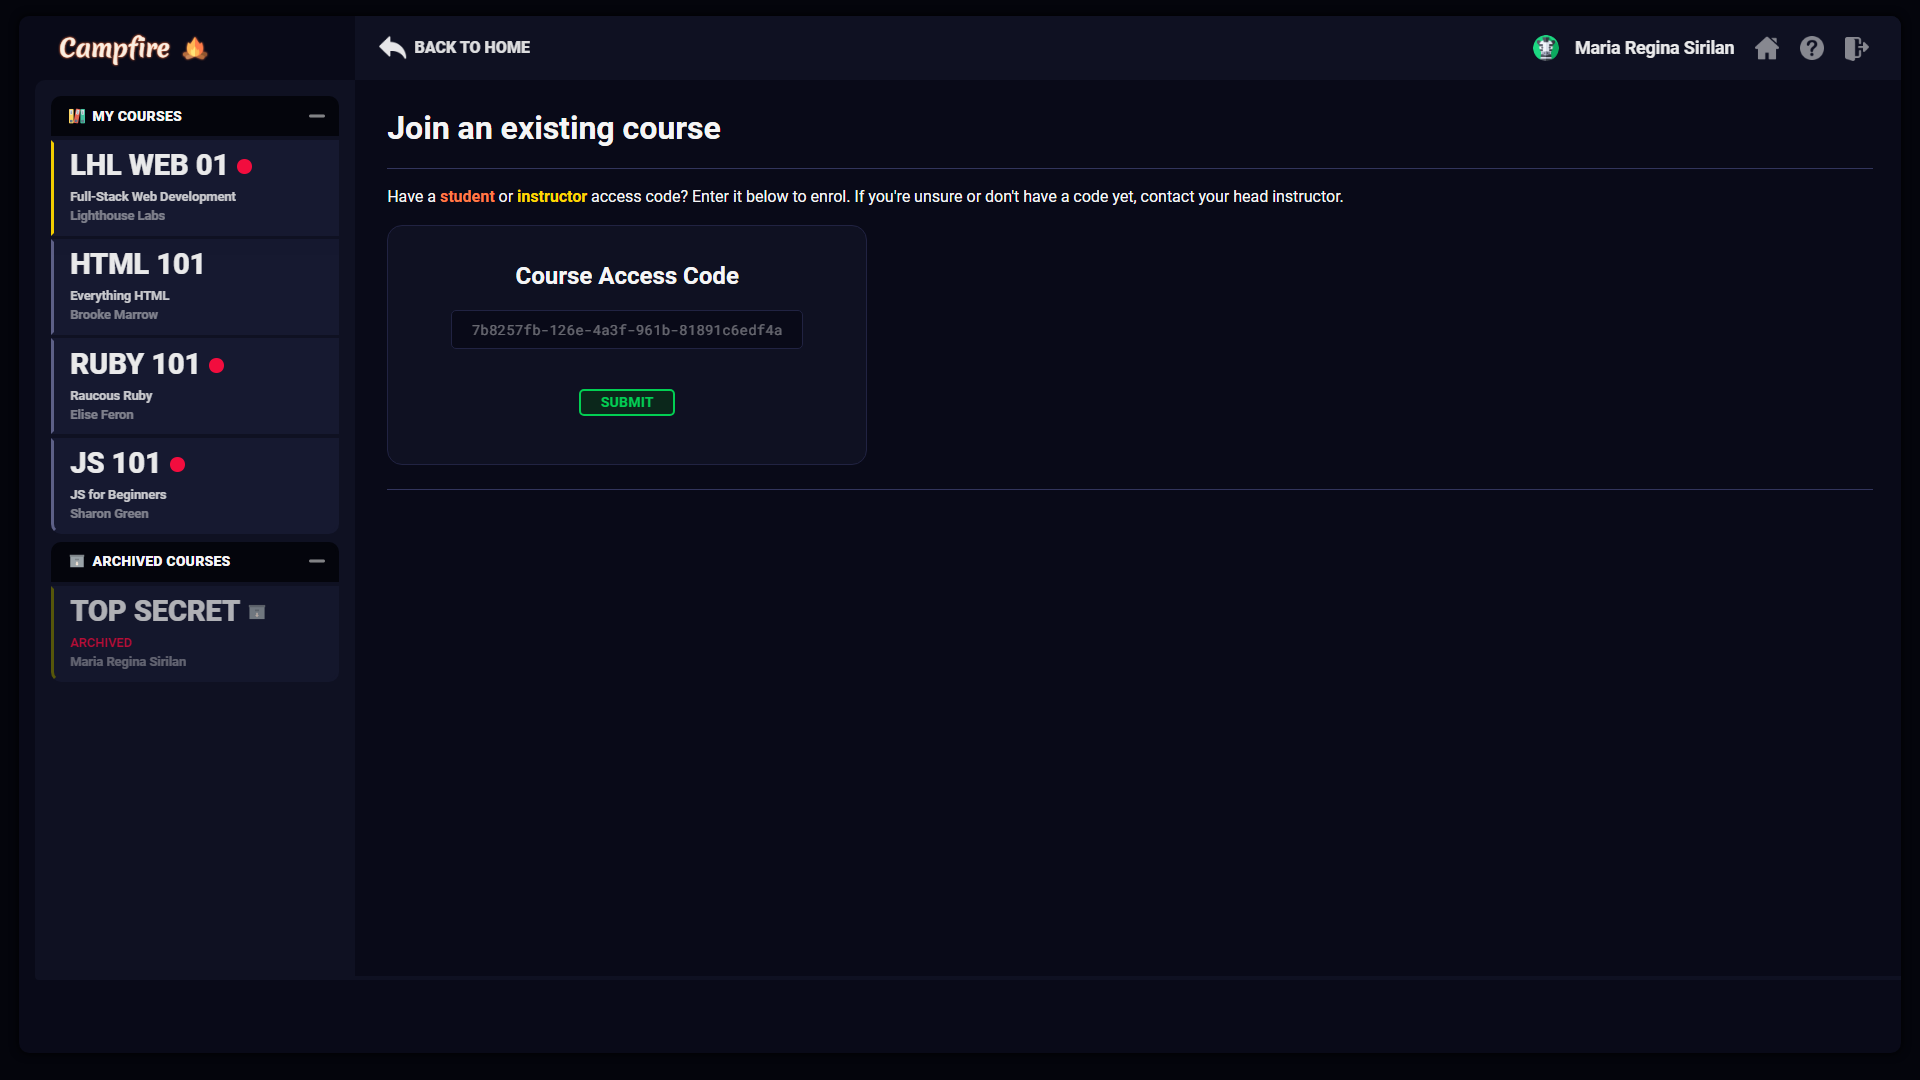 Campfire
BACK TO HOME
Maria Regina Sirilan
MY COURSES
LHL WEB 01
Full-Stack Web Development
Lighthouse Labs
HTML 101
Everything HTML
Brooke Marrow
RUBY 101
Raucous Ruby
Elise Feron
JS 101
JS for Beginners
Sharon Green
ARCHIVED COURSES
TOP SECRET
ARCHIVED
Maria Regina Sirilan
Join an existing course
Have a student or instructor access code? Enter it below to enrol. If you're unsure or don't have a code yet, contact your head instructor.
Course Access Code
7b8257fb-126e-4a3f-961b-81891c6edf4a
SUBMIT